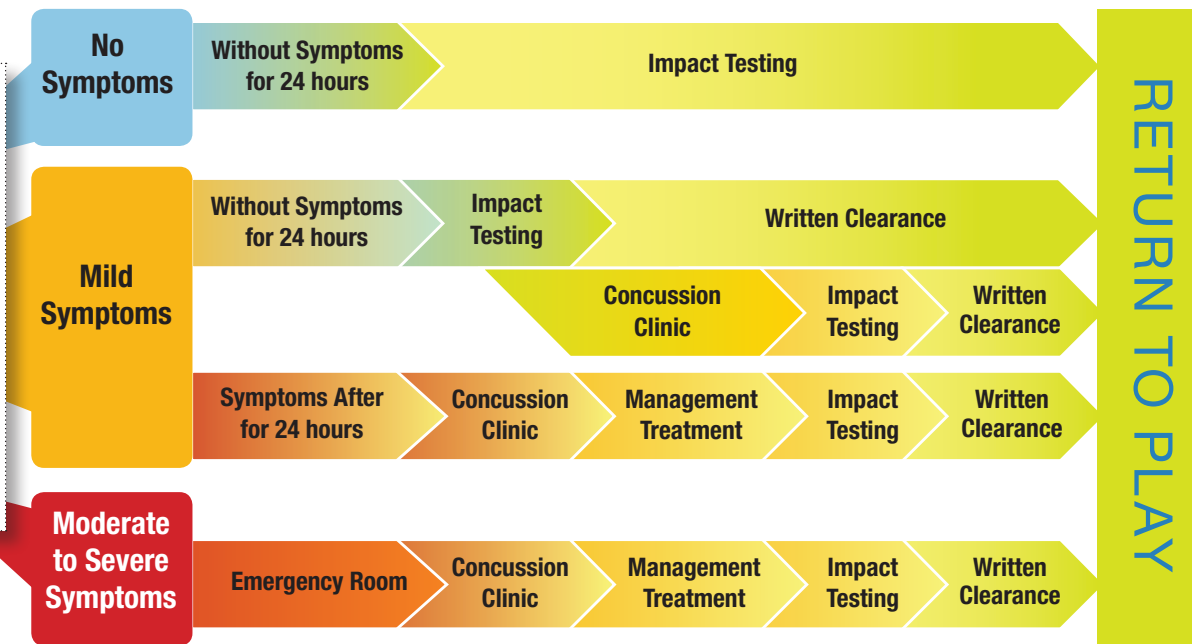 No
Symptoms
Without Symptoms
for 24 hours
Impact Testing
Mild
Symptoms
Without Symptoms
for 24 hours
Impact
Testing
Written Clearance
Concussion
Clinic
Impact
Testing
Written
Clearance
Symptoms After
for 24 hours
Concussion
Clinic
Management
Treatment
Impact
Testing
Written
Clearance
Moderate
to Severe
Symptoms
Emergency Room
Concussion
Clinic
Management
Treatment
Impact
Testing
Written
Clearance
RETURN TO PLAY